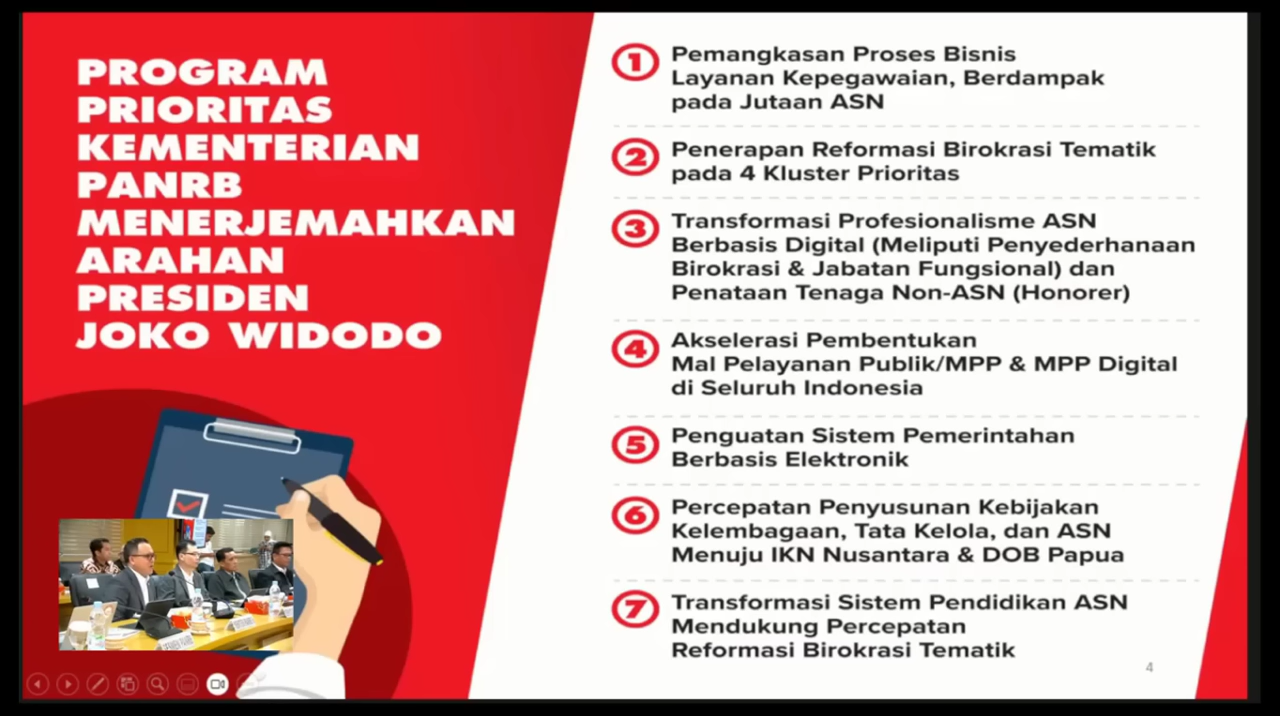 PROGRAM
PRIORITAS
KEMENTERIAN
PANRB
MENERJEMAHKAN
ARAHAN
PRESIDEN
JOKO WIDODO
1
Pemangkasan Proses Bisnis
Layanan Kepegawaian, Berdampak
pada Jutaan ASN
2
Penerapan Reformasi Birokrasi Tematik
pada 4 Kluster Prioritas
3
Transformasi Profesionalisme ASN
Berbasis Digital (Meliputi Penyederhanaan
Birokrasi & Jabatan Fungsional) dan
Penataan Tenaga Non-ASN (Honorer)
4
Akselerasi Pembentukan
Mal Pelayanan Publik/MPP & MPP Digital
di Seluruh Indonesia
5
Penguatan Sistem Pemerintahan
Berbasis Elektronik
6
Percepatan Penyusunan Kebijakan
Kelembagaan, Tata Kelola, dan ASN
Menuju IKN Nusantara & DOB Papua
7
Transformasi Sistem Pendidikan ASN
Mendukung Percepatan
Reformasi Birokrasi Tematik
4